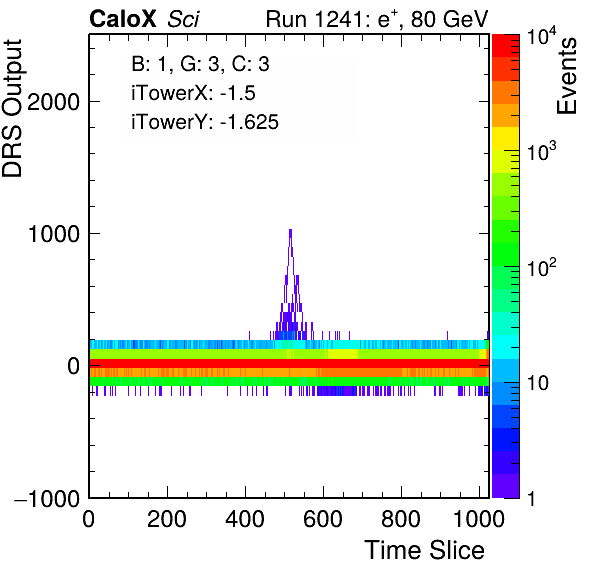 CaloX Sci Run 1241: e⁺, 80 GeV
B: 1, G: 3, C: 3
iTowerX: -1.5
iTowerY: -1.625
DRS Output
2000
1000
0
−1000
0 200 400 600 800 1000
Time Slice
10⁴
10³
10²
10
1
Events